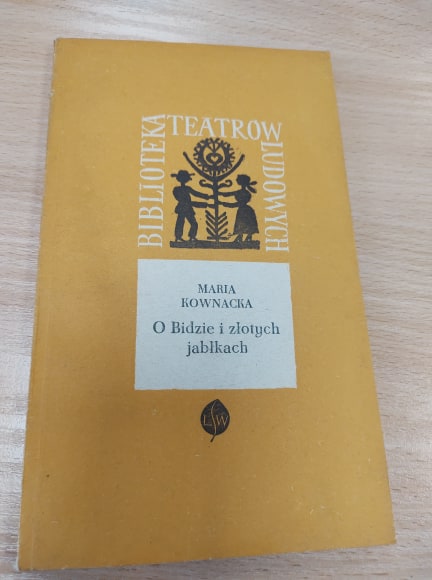 BIBLIOTEKA
TEATRÓW
LUDOWYCH
MARIA
KOWNACKA
O Bidzie i złotych
jabłkach
LSW